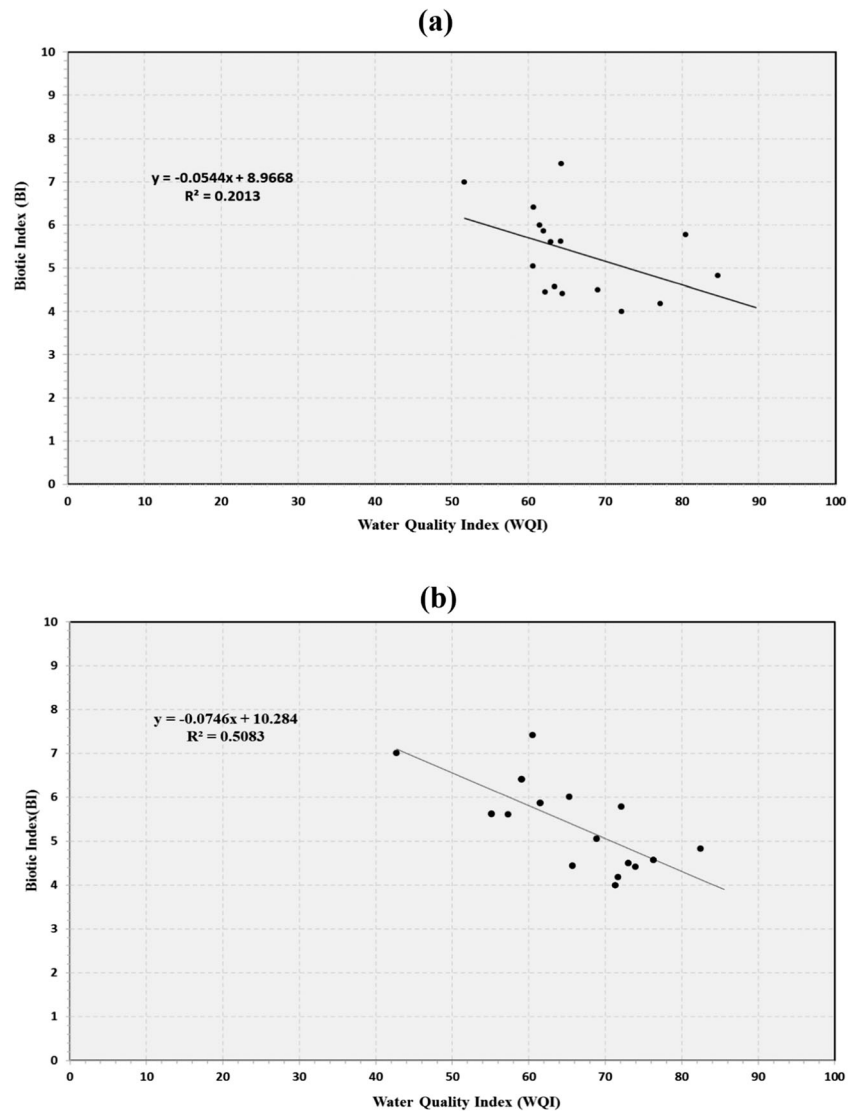 (a)
10
9
8
7
6
5
4
3
2
1
0
Biotic Index (BI)
y = -0.0544x + 8.9668
R² = 0.2013
0 10 20 30 40 50 60 70 80 90 100
Water Quality Index (WQI)
(b)
10
9
8
7
6
5
4
3
2
1
0
Biotic Index(BI)
y = -0.0746x + 10.284
R² = 0.5083
0 10 20 30 40 50 60 70 80 90 100
Water Quality Index (WQI)